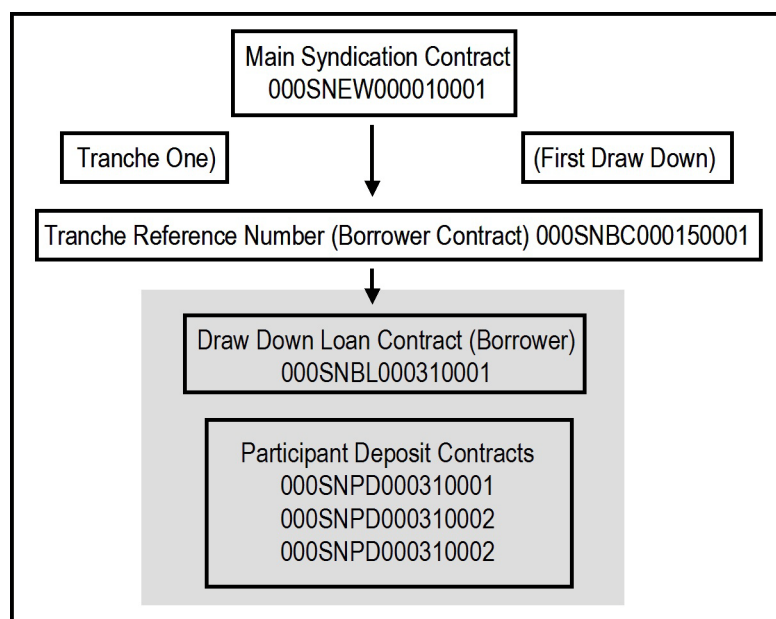 Main Syndication Contract
000SNEW000010001
Tranche One)
(First Draw Down)
Tranche Reference Number (Borrower Contract) 000SNBC000150001
Draw Down Loan Contract (Borrower)
000SNBL000310001
Participant Deposit Contracts
000SNPD000310001
000SNPD000310002
000SNPD000310002